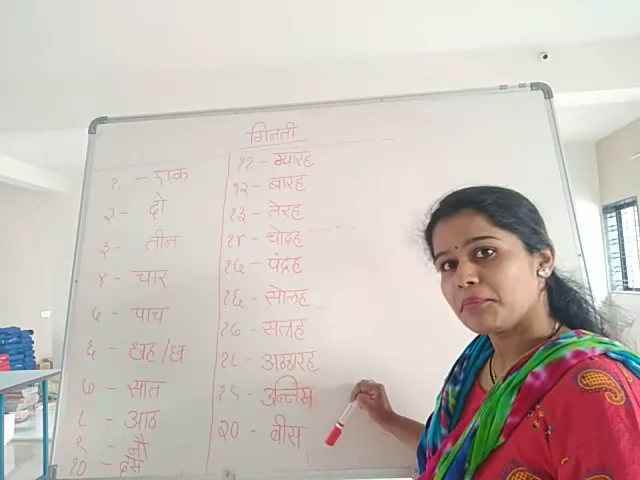 गिनती
१. - एक
२ - दो
३ - तीन
४ - चार
५ - पाच
६ - छह / छ
७ - सात
८ - आठ
९ - नौ
१० - दस
११ - ग्यारह
१२ - बारह
१३ - तेरह
१४ - चोदह
१५ - पंद्रह
१६ - सोलह
१७ - सत्रह
१८ - अठ्ठारह
१९ - उन्निस
२० - बीस